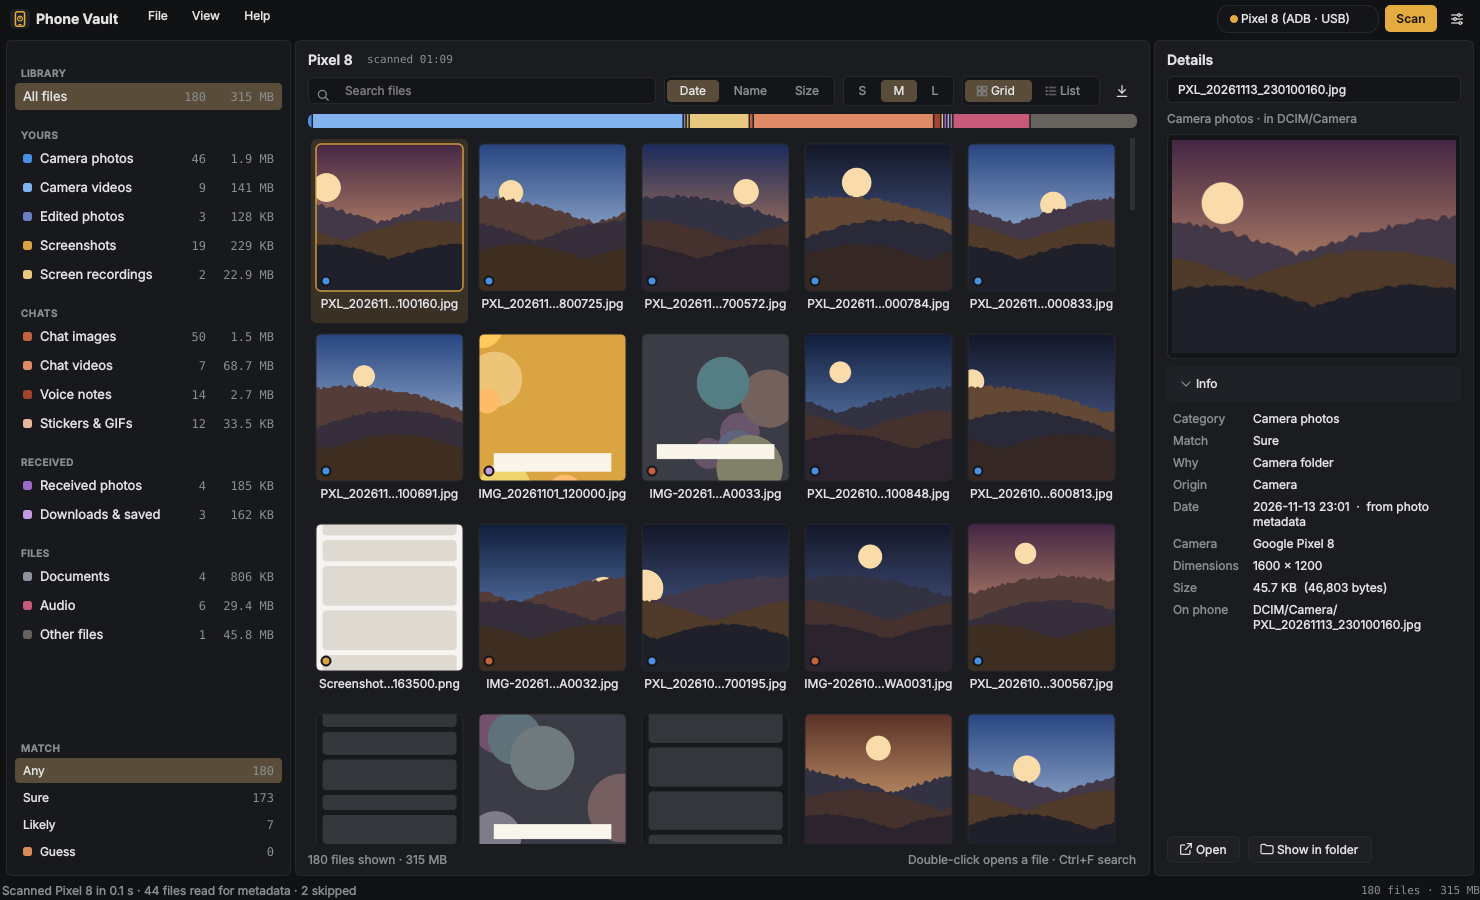 Phone Vault File View Help Pixel 8 (ADB · USB) Scan
LIBRARY
All files 180 315 MB
YOURS
Camera photos 46 1.9 MB
Camera videos 9 141 MB
Edited photos 3 128 KB
Screenshots 19 229 KB
Screen recordings 2 22.9 MB
CHATS
Chat images 50 1.5 MB
Chat videos 7 68.7 MB
Voice notes 14 2.7 MB
Stickers & GIFs 12 33.5 KB
RECEIVED
Received photos 4 185 KB
Downloads & saved 3 162 KB
FILES
Documents 4 806 KB
Audio 6 29.4 MB
Other files 1 45.8 MB
MATCH
Any 180
Sure 173
Likely 7
Guess 0
Pixel 8 scanned 01:09
Search files Date Name Size S M L Grid List
PXL_202611...100160.jpg PXL_202611...800725.jpg PXL_202611...700572.jpg PXL_202611...000784.jpg PXL_202611...000833.jpg
PXL_202611...100691.jpg IMG_20261101_120000.jpg IMG-20261...A0033.jpg PXL_202610...100848.jpg PXL_202610...600813.jpg
Screenshot...163500.png IMG-20261...A0032.jpg PXL_202610...700195.jpg IMG-202610...WA0031.jpg PXL_202610...300567.jpg
180 files shown · 315 MB Double-click opens a file · Ctrl+F search
Details
PXL_20261113_230100160.jpg
Camera photos · in DCIM/Camera
Info
Category Camera photos
Match Sure
Why Camera folder
Origin Camera
Date 2026-11-13 23:01 · from photo
metadata
Camera Google Pixel 8
Dimensions 1600 × 1200
Size 45.7 KB (46,803 bytes)
On phone DCIM/Camera/
PXL_20261113_230100160.jpg
Open Show in folder
Scanned Pixel 8 in 0.1 s · 44 files read for metadata · 2 skipped 180 files · 315 MB